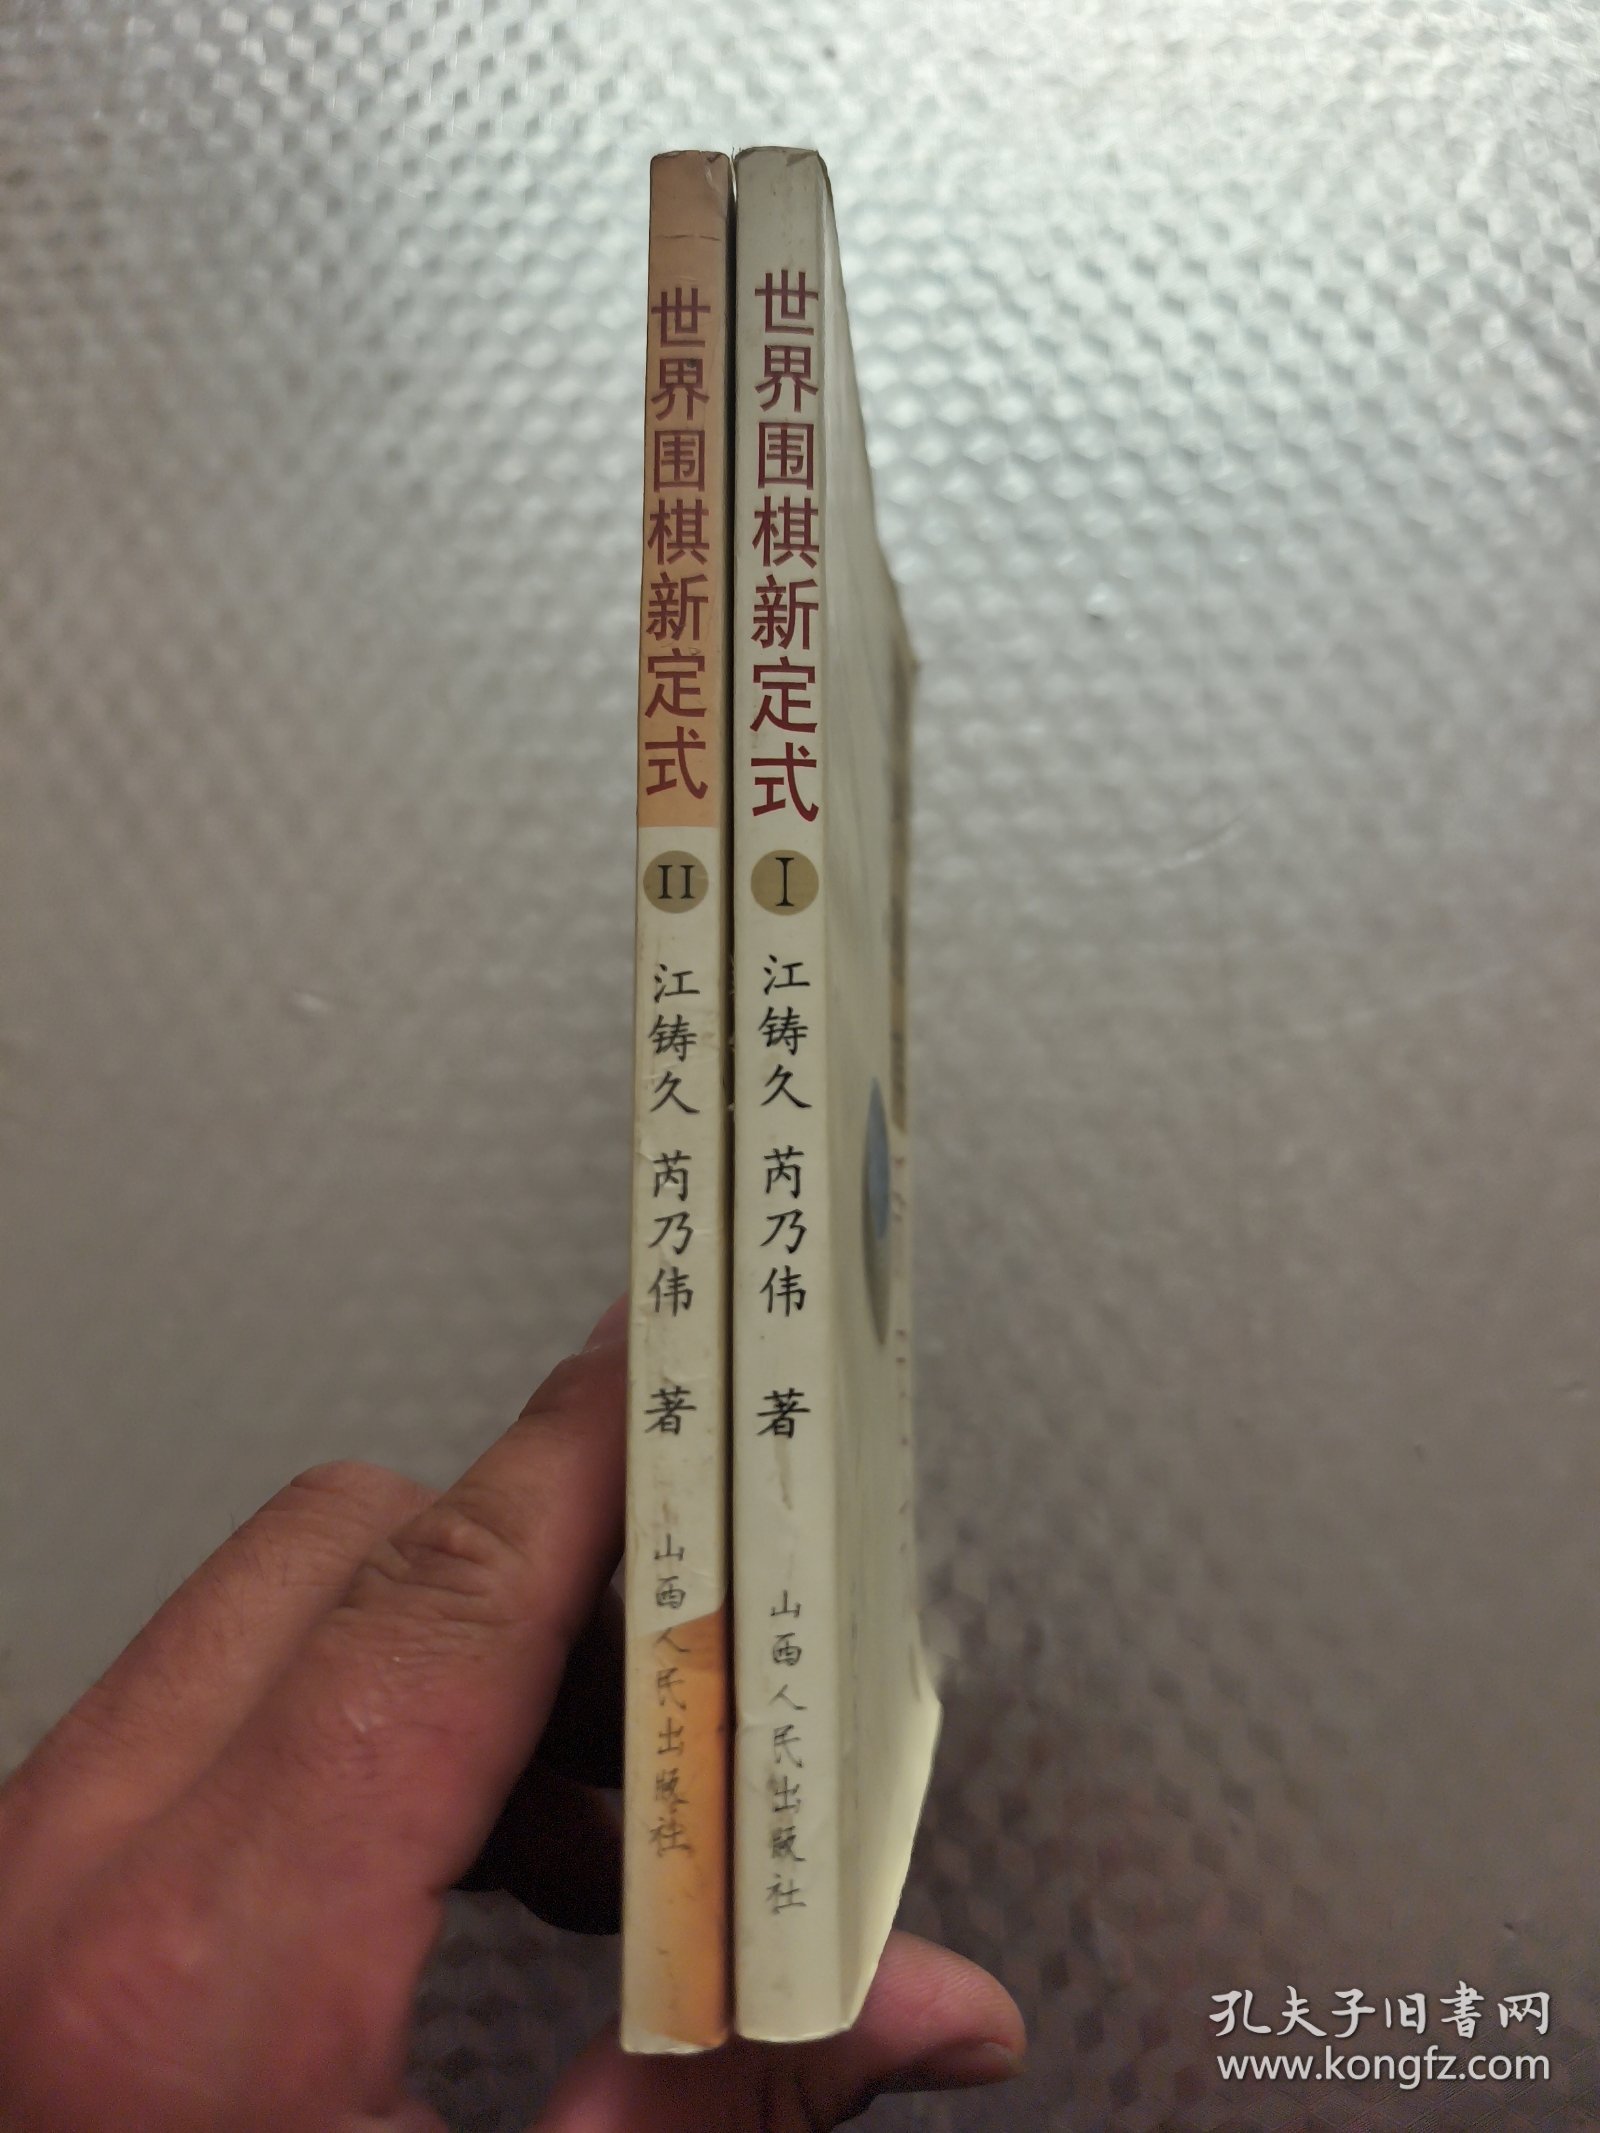 世界围棋新定式
II
江铸久 芮乃伟 著
山西人民出版社
世界围棋新定式
I
江铸久 芮乃伟 著
山西人民出版社
孔夫子旧书网
www.kongfz.com